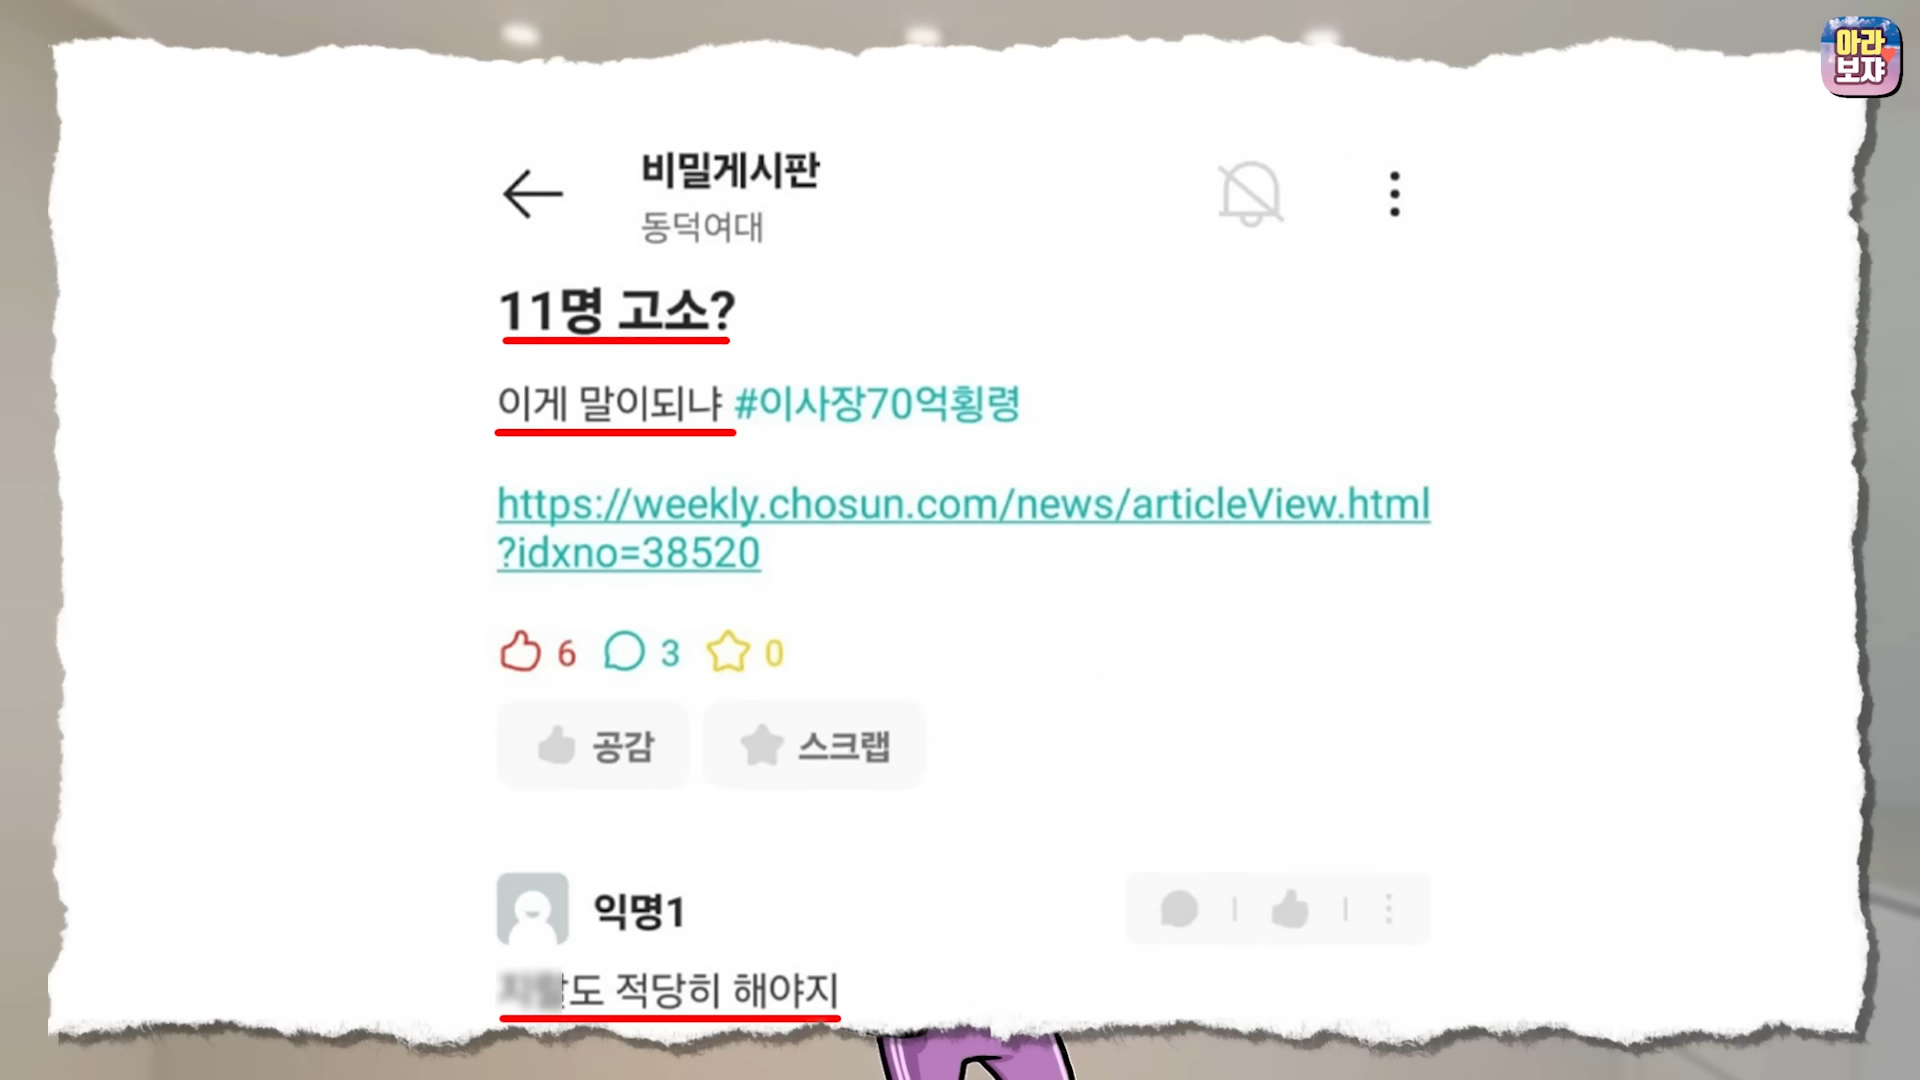 아라
보쟈
비밀게시판
동덕여대
11명 고소?
이게 말이되냐 #이사장70억횡령
https://weekly.chosun.com/news/articleView.html
?idxno=38520
6 3 0
공감 스크랩
익명1
도 적당히 해야지